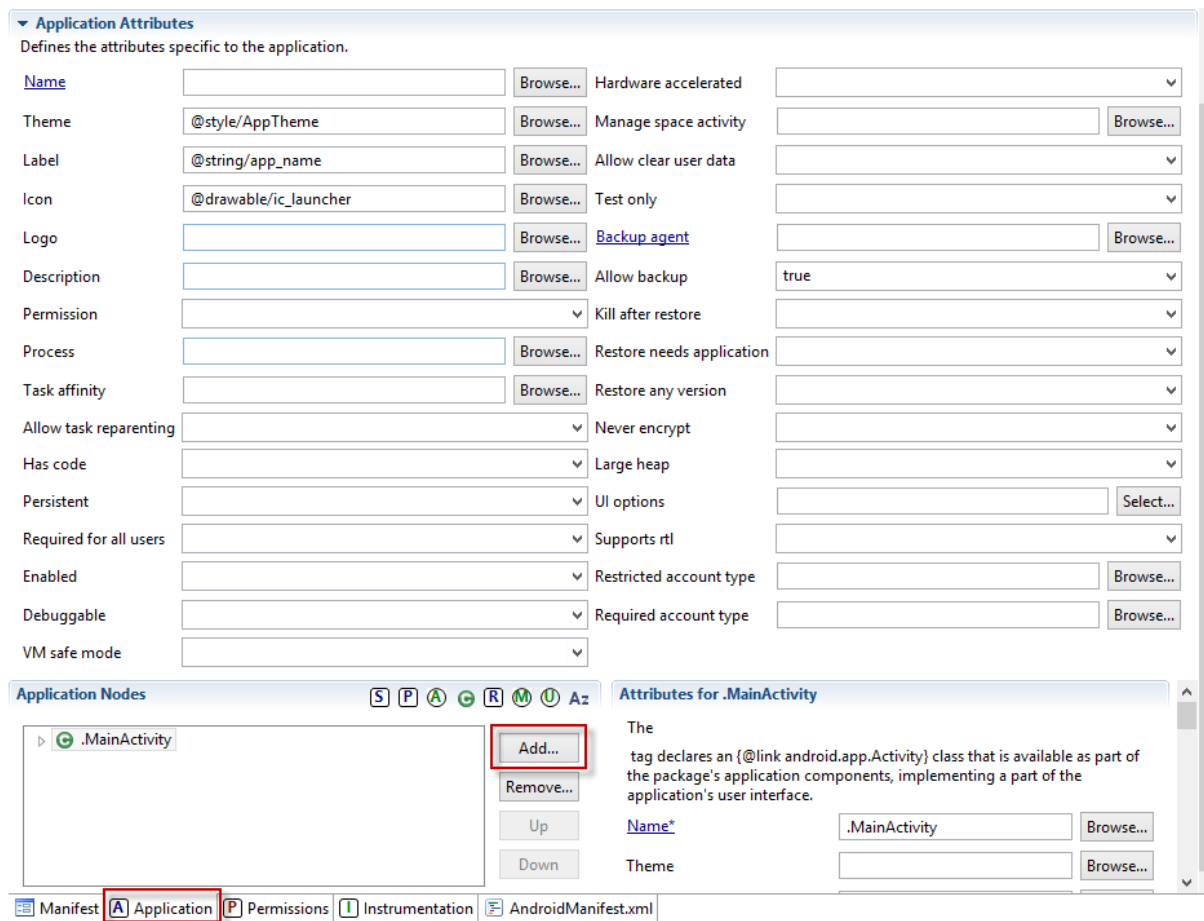 Application Attributes
Defines the attributes specific to the application.
Name Browse... Hardware accelerated
Theme @style/AppTheme Browse... Manage space activity Browse...
Label @string/app_name Browse... Allow clear user data
Icon @drawable/ic_launcher Browse... Test only
Logo Browse... Backup agent Browse...
Description Browse... Allow backup true
Permission Kill after restore
Process Browse... Restore needs application
Task affinity Browse... Restore any version
Allow task reparenting Never encrypt
Has code Large heap
Persistent UI options Select...
Required for all users Supports rtl
Enabled Restricted account type Browse...
Debuggable Required account type Browse...
VM safe mode
Application Nodes S P A C R M U Az
C .MainActivity
Add...
Remove...
Up
Down
Attributes for .MainActivity
The
tag declares an {@link android.app.Activity} class that is available as part of
the package's application components, implementing a part of the
application's user interface.
Name* .MainActivity Browse...
Theme Browse...
Manifest A Application P Permissions I Instrumentation AndroidManifest.xml